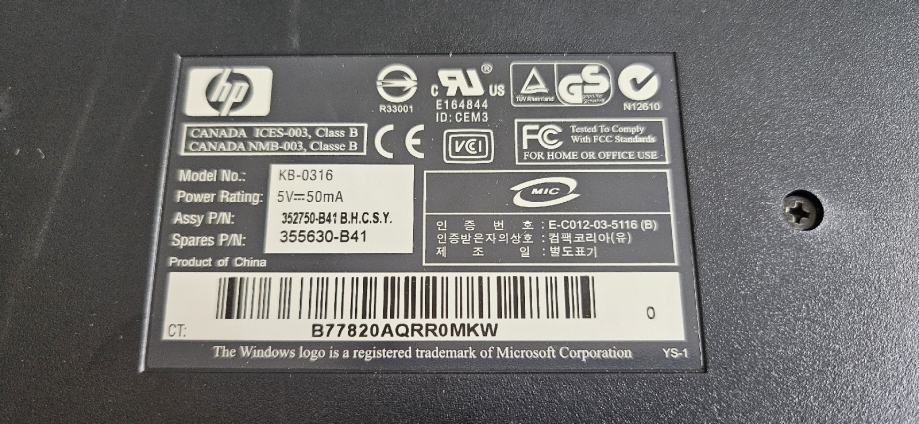 hp
R33001
c RU ® US
E164844
ID: CEM3
TÜV Rheinland
GS
N12610
CANADA ICES-003, Class B
CANADA NMB-003, Classe B
CE
VCI
FC Tested To Comply
With FCC Standards
FOR HOME OR OFFICE USE
Model No.: KB-0316
Power Rating: 5V⎓50mA
Assy P/N: 352750-B41 B.H.C.S.Y.
Spares P/N: 355630-B41
Product of China
MIC
인 증 번 호 : E-C012-03-5116 (B)
인증받은자의상호 : 컴팩코리아(유)
제 조 일 : 별도표기
CT: B77820AQRR0MKW 0
The Windows logo is a registered trademark of Microsoft Corporation YS-1